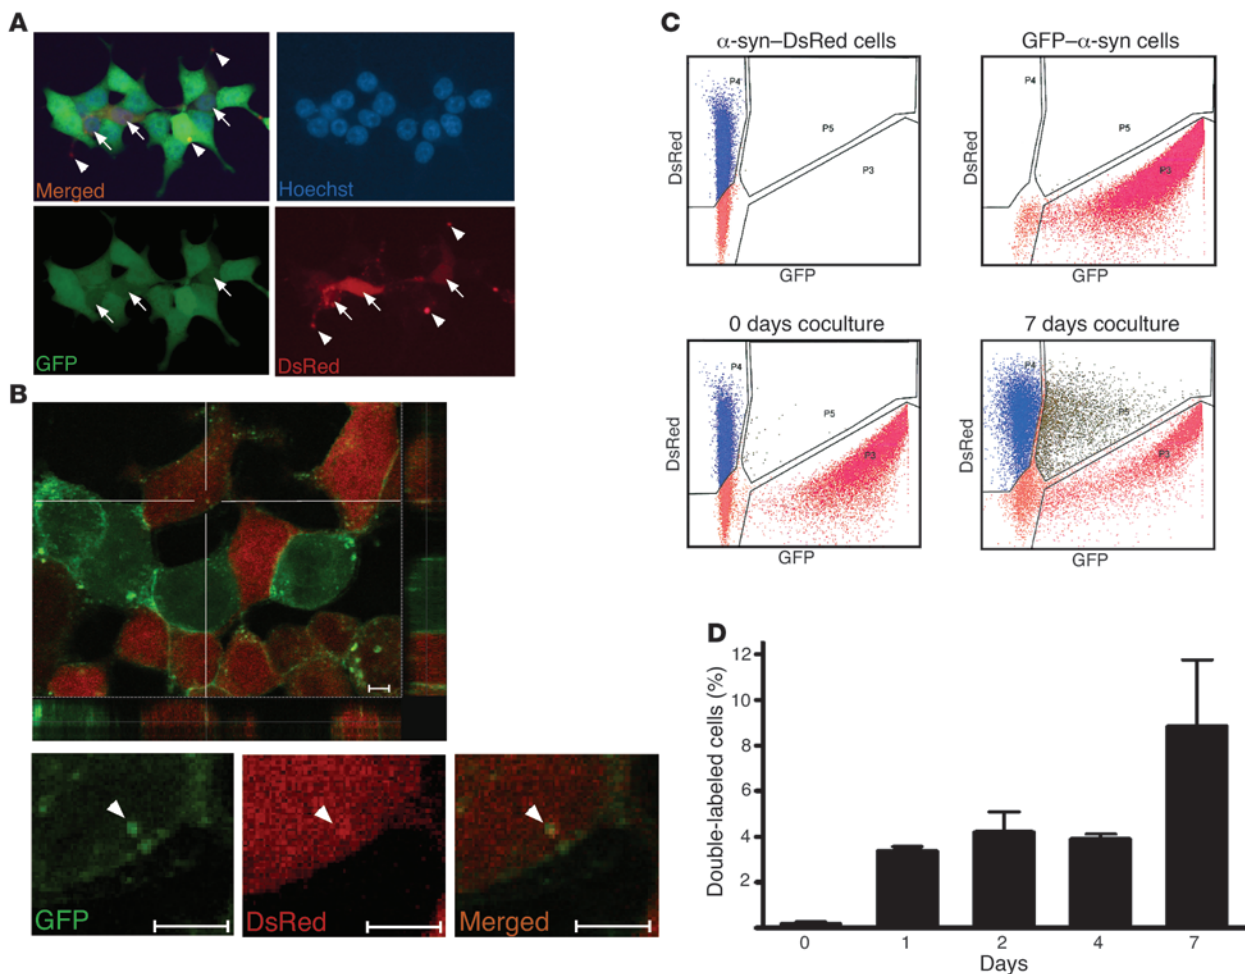 A
Merged
Hoechst
GFP
DsRed
B
GFP
DsRed
Merged
C
α-syn–DsRed cells
P4
P5
P3
DsRed
GFP
GFP–α-syn cells
P4
P5
P3
DsRed
GFP
0 days coculture
P4
P5
P3
DsRed
GFP
7 days coculture
P4
P5
P3
DsRed
GFP
D
Double-labeled cells (%)
12
10
8
6
4
2
0 1 2 4 7
Days